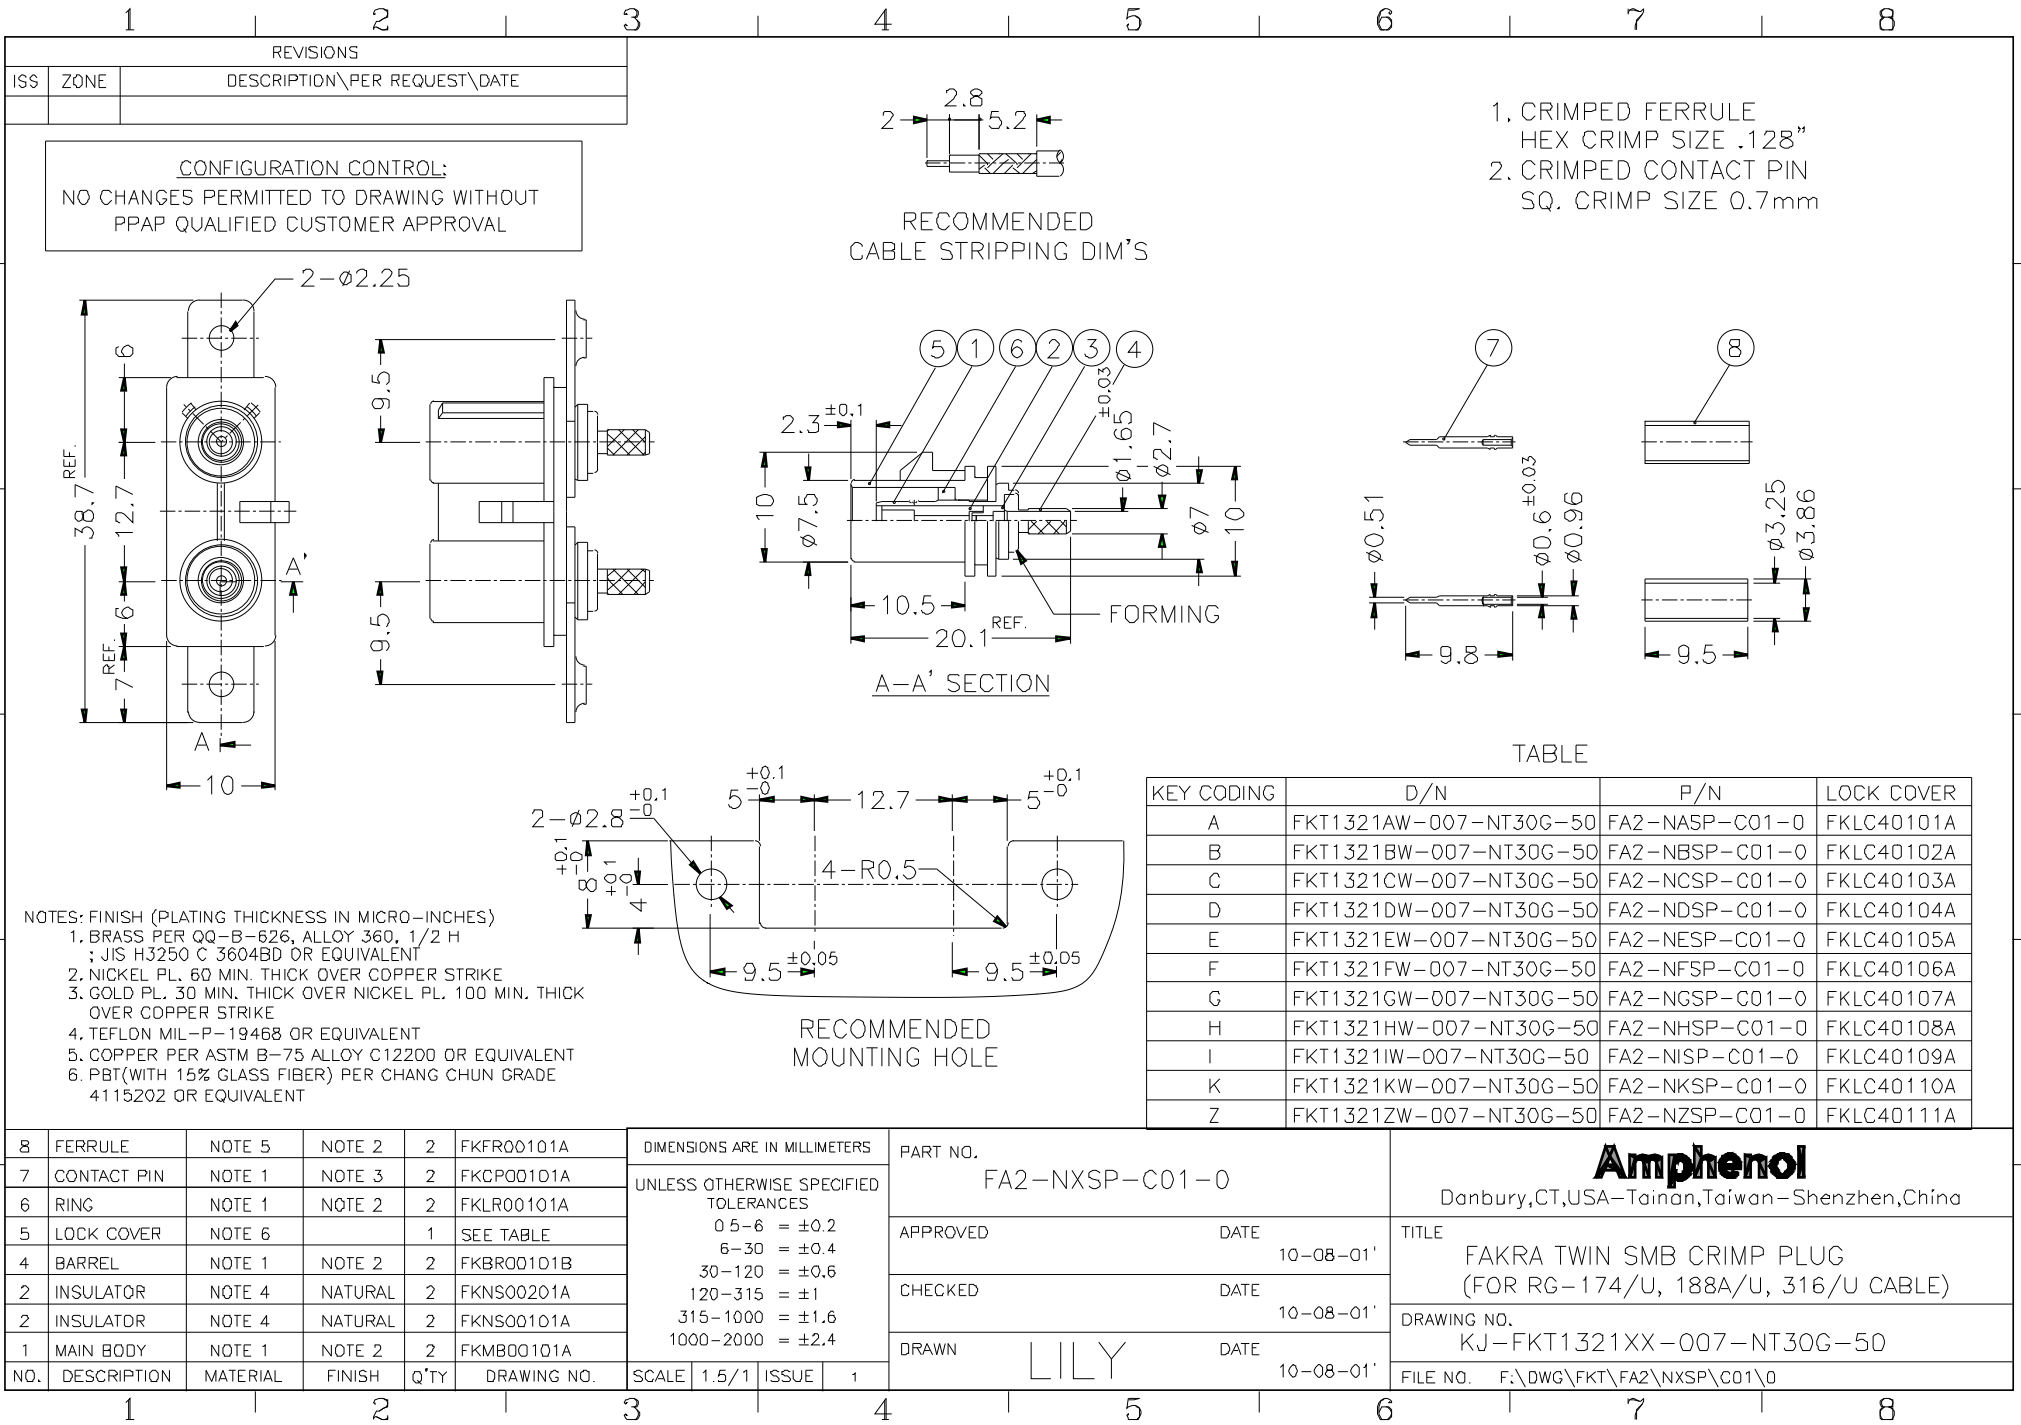 1 2 3 4 5 6 7 8
REVISIONS
ISS ZONE DESCRIPTION\PER REQUEST\DATE
CONFIGURATION CONTROL:
NO CHANGES PERMITTED TO DRAWING WITHOUT
PPAP QUALIFIED CUSTOMER APPROVAL
2.8
2 5.2
RECOMMENDED
CABLE STRIPPING DIM'S
1. CRIMPED FERRULE
HEX CRIMP SIZE .128"
2. CRIMPED CONTACT PIN
SQ. CRIMP SIZE 0.7mm
2-ø2.25
38.7 REF.
6
12.7
6
7 REF.
A'
A
10
9.5
9.5
5 1 6 2 3 4
2.3 ±0.1
10
ø7.5
±0.03
ø1.65
ø2.7
ø7
10
10.5
20.1 REF.
FORMING
A-A' SECTION
7
8
ø0.51
ø0.6 ±0.03
ø0.96
9.8
ø3.25
ø3.86
9.5
2-ø2.8 +0.1 -0
5 +0.1 -0
12.7
5 +0.1 -0
8 +0.1 -0
4 +0.1 -0
4-R0.5
9.5 ±0.05
9.5 ±0.05
RECOMMENDED
MOUNTING HOLE
TABLE
KEY CODING D/N P/N LOCK COVER
A FKT1321AW-007-NT30G-50 FA2-NASP-C01-0 FKLC40101A
B FKT1321BW-007-NT30G-50 FA2-NBSP-C01-0 FKLC40102A
C FKT1321CW-007-NT30G-50 FA2-NCSP-C01-0 FKLC40103A
D FKT1321DW-007-NT30G-50 FA2-NDSP-C01-0 FKLC40104A
E FKT1321EW-007-NT30G-50 FA2-NESP-C01-0 FKLC40105A
F FKT1321FW-007-NT30G-50 FA2-NFSP-C01-0 FKLC40106A
G FKT1321GW-007-NT30G-50 FA2-NGSP-C01-0 FKLC40107A
H FKT1321HW-007-NT30G-50 FA2-NHSP-C01-0 FKLC40108A
I FKT1321IW-007-NT30G-50 FA2-NISP-C01-0 FKLC40109A
K FKT1321KW-007-NT30G-50 FA2-NKSP-C01-0 FKLC40110A
Z FKT1321ZW-007-NT30G-50 FA2-NZSP-C01-0 FKLC40111A
NOTES: FINISH (PLATING THICKNESS IN MICRO-INCHES)
1. BRASS PER QQ-B-626, ALLOY 360, 1/2 H
; JIS H3250 C 3604BD OR EQUIVALENT
2. NICKEL PL. 60 MIN. THICK OVER COPPER STRIKE
3. GOLD PL. 30 MIN. THICK OVER NICKEL PL. 100 MIN. THICK
OVER COPPER STRIKE
4. TEFLON MIL-P-19468 OR EQUIVALENT
5. COPPER PER ASTM B-75 ALLOY C12200 OR EQUIVALENT
6. PBT(WITH 15% GLASS FIBER) PER CHANG CHUN GRADE
4115202 OR EQUIVALENT
8 FERRULE NOTE 5 NOTE 2 2 FKFR00101A
7 CONTACT PIN NOTE 1 NOTE 3 2 FKCP00101A
6 RING NOTE 1 NOTE 2 2 FKLR00101A
5 LOCK COVER NOTE 6 1 SEE TABLE
4 BARREL NOTE 1 NOTE 2 2 FKBR00101B
2 INSULATOR NOTE 4 NATURAL 2 FKNS00201A
2 INSULATOR NOTE 4 NATURAL 2 FKNS00101A
1 MAIN BODY NOTE 1 NOTE 2 2 FKMB00101A
NO. DESCRIPTION MATERIAL FINISH Q'TY DRAWING NO.
DIMENSIONS ARE IN MILLIMETERS
UNLESS OTHERWISE SPECIFIED
TOLERANCES
0.5-6 = ±0.2
6-30 = ±0.4
30-120 = ±0.6
120-315 = ±1
315-1000 = ±1.6
1000-2000 = ±2.4
SCALE 1.5/1 ISSUE 1
PART NO.
FA2-NXSP-C01-0
APPROVED DATE
10-08-01'
CHECKED DATE
10-08-01'
DRAWN LILY DATE
10-08-01'
Amphenol
Danbury,CT,USA-Tainan,Taiwan-Shenzhen,China
TITLE
FAKRA TWIN SMB CRIMP PLUG
(FOR RG-174/U, 188A/U, 316/U CABLE)
DRAWING NO.
KJ-FKT1321XX-007-NT30G-50
FILE NO. F:\DWG\FKT\FA2\NXSP\C01\0
1 2 3 4 5 6 7 8